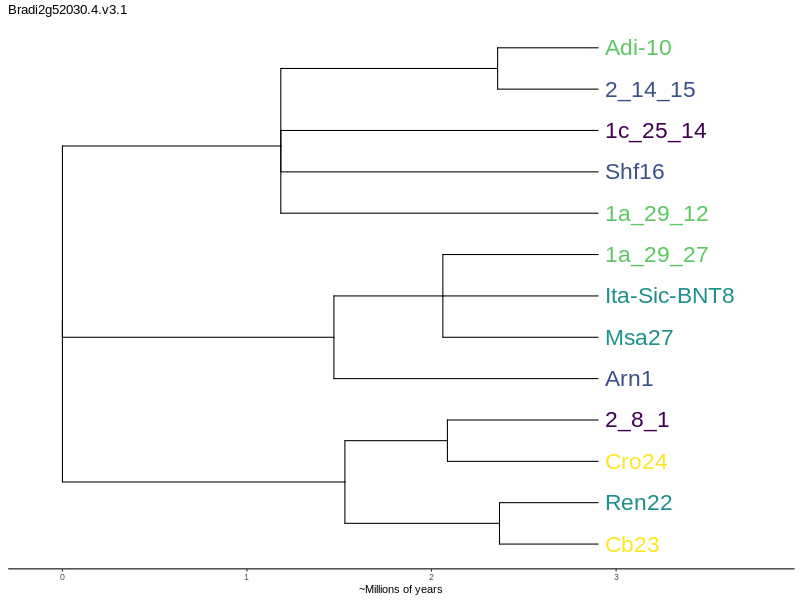 Bradi2g52030.4.v3.1
Adi-10
2_14_15
1c_25_14
Shf16
1a_29_12
1a_29_27
Ita-Sic-BNT8
Msa27
Arn1
2_8_1
Cro24
Ren22
Cb23
0 1 2 3
~Millions of years